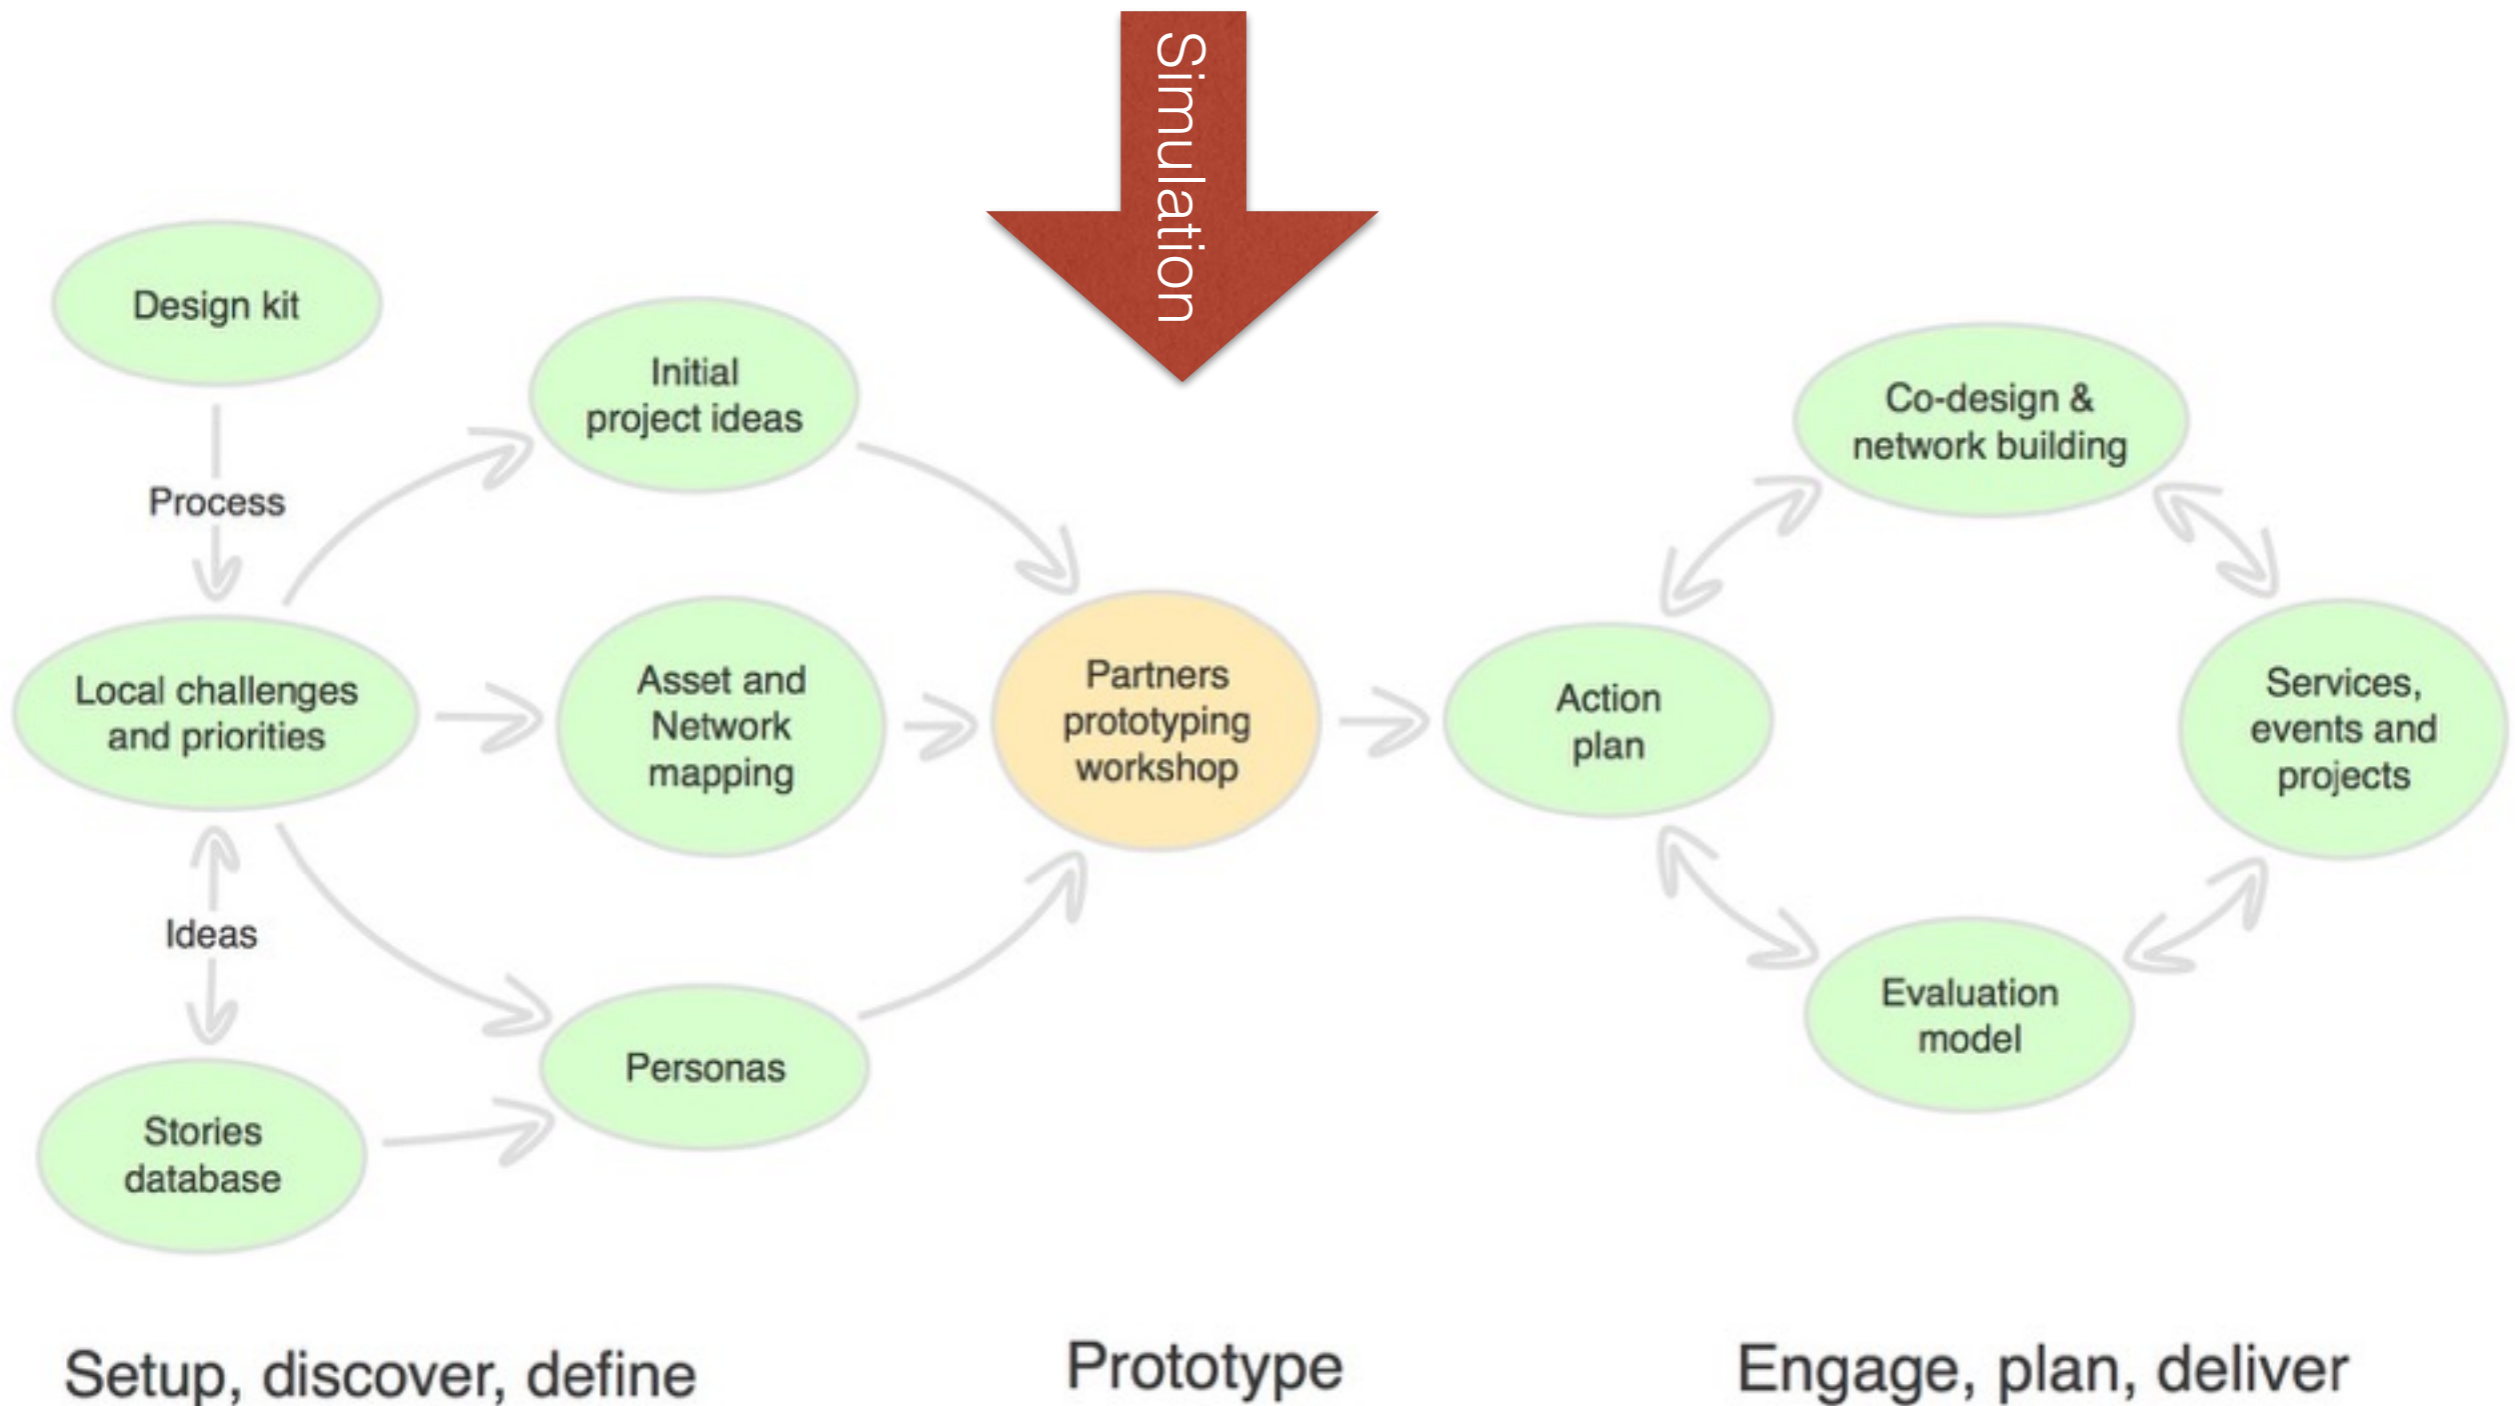 Simulation
Design kit
Process
Local challenges
and priorities
Ideas
Stories
database
Initial
project ideas
Asset and
Network
mapping
Personas
Partners
prototyping
workshop
Action
plan
Co-design &
network building
Services,
events and
projects
Evaluation
model
Setup, discover, define
Prototype
Engage, plan, deliver